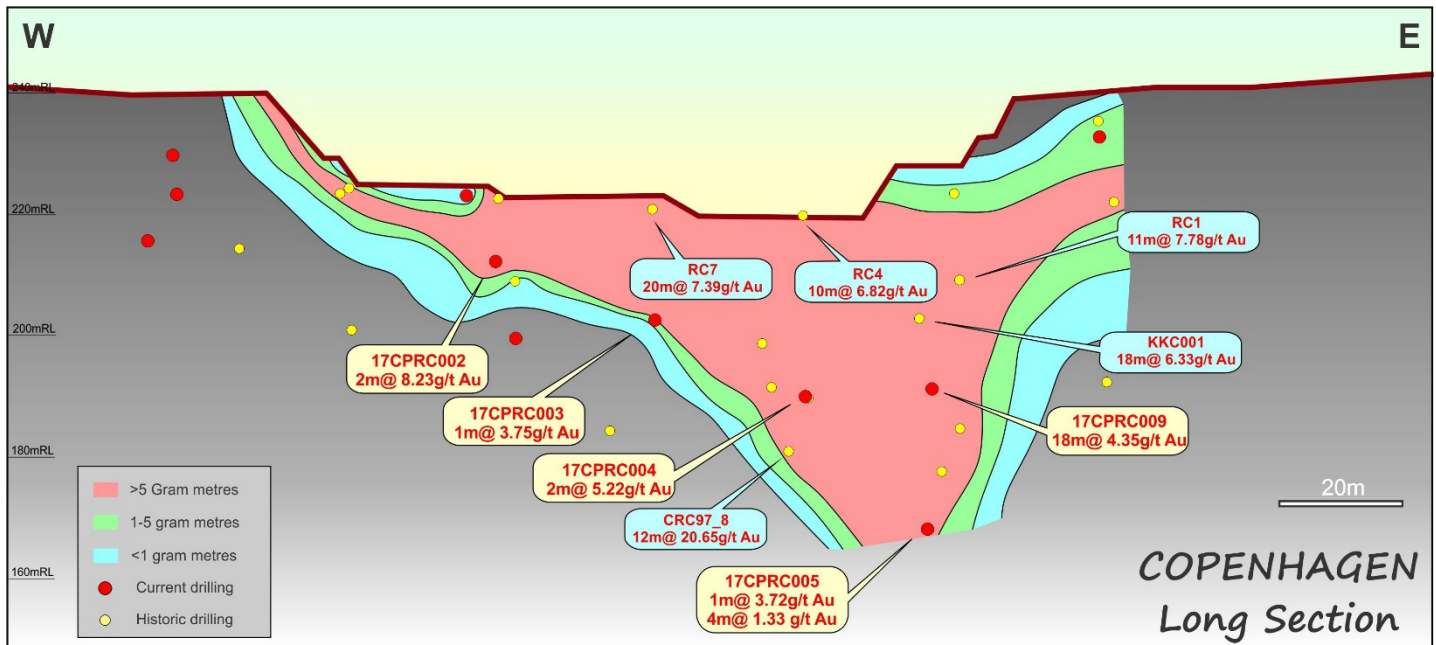 W
E
240mRL
220mRL
200mRL
180mRL
160mRL
RC1
11m@ 7.78g/t Au
RC7
20m@ 7.39g/t Au
RC4
10m@ 6.82g/t Au
KKC001
18m@ 6.33g/t Au
17CPRC002
2m@ 8.23g/t Au
17CPRC003
1m@ 3.75g/t Au
17CPRC009
18m@ 4.35g/t Au
17CPRC004
2m@ 5.22g/t Au
CRC97_8
12m@ 20.65g/t Au
17CPRC005
1m@ 3.72g/t Au
4m@ 1.33 g/t Au
>5 Gram metres
1-5 gram metres
<1 gram metres
Current drilling
Historic drilling
20m
COPENHAGEN
Long Section